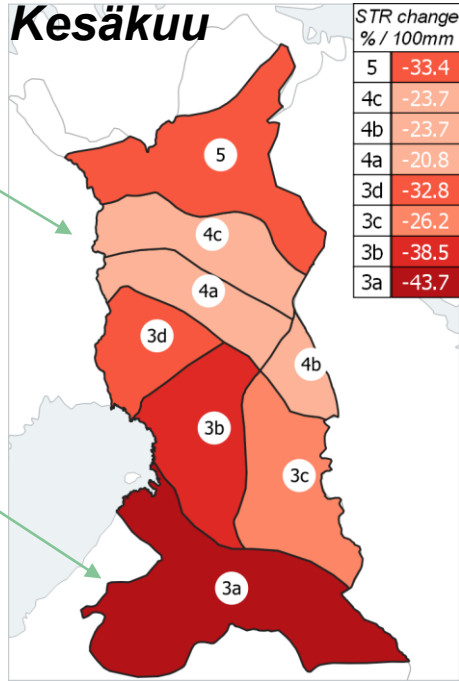 Kesäkuu
STR change
% / 100mm
5 -33.4
4c -23.7
4b -23.7
4a -20.8
3d -32.8
3c -26.2
3b -38.5
3a -43.7
5
4c
4a
3d
4b
3b
3c
3a